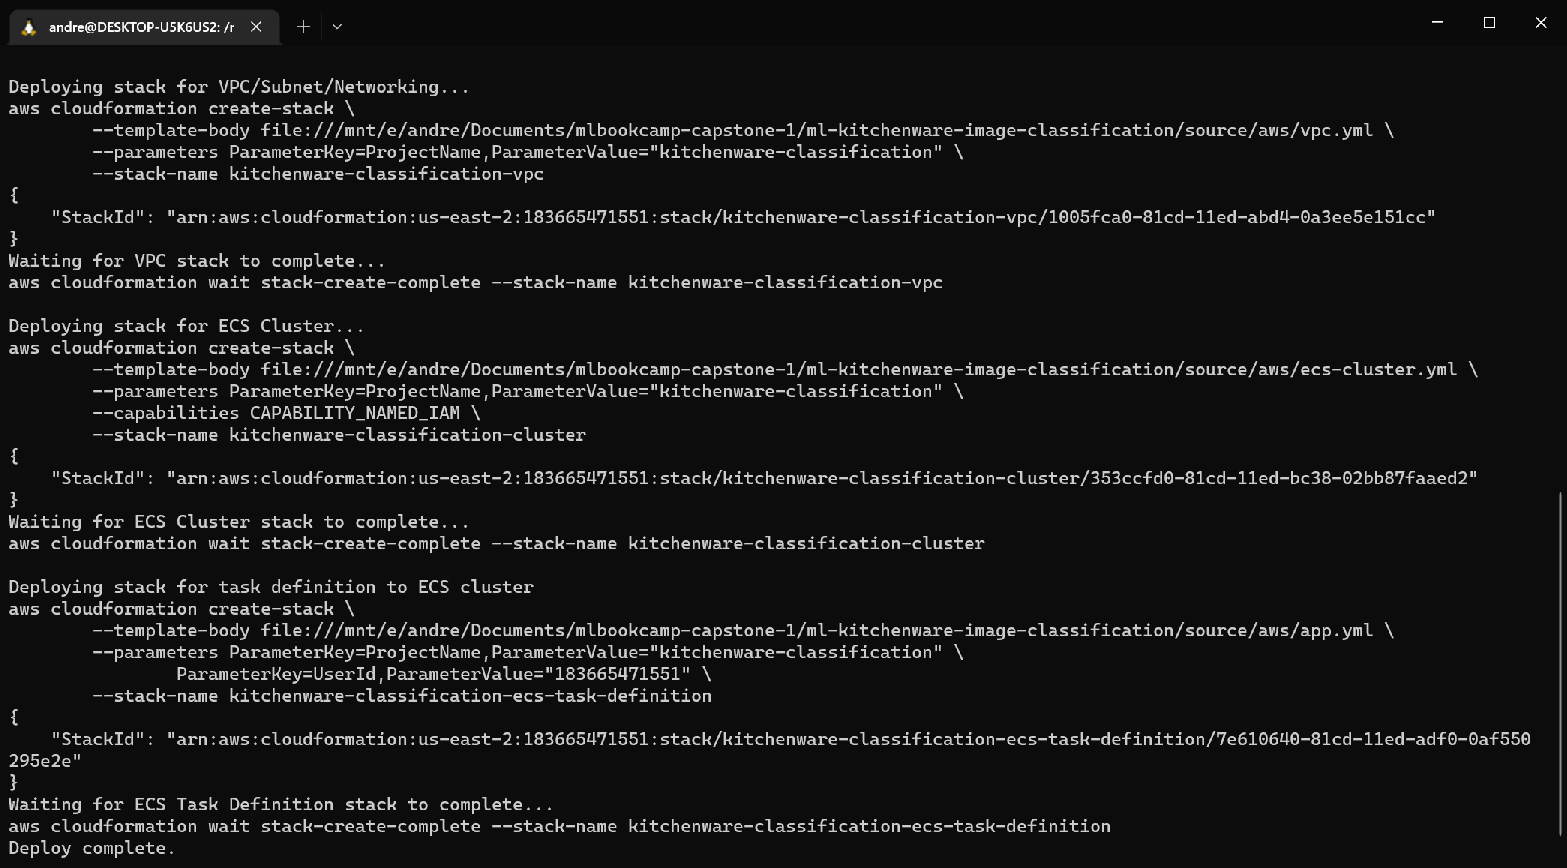 andre@DESKTOP-U5K6US2: /r
Deploying stack for VPC/Subnet/Networking...
aws cloudformation create-stack \
        --template-body file:///mnt/e/andre/Documents/mlbookcamp-capstone-1/ml-kitchenware-image-classification/source/aws/vpc.yml \
        --parameters ParameterKey=ProjectName,ParameterValue="kitchenware-classification" \
        --stack-name kitchenware-classification-vpc
{
    "StackId": "arn:aws:cloudformation:us-east-2:183665471551:stack/kitchenware-classification-vpc/1005fca0-81cd-11ed-abd4-0a3ee5e151cc"
}
Waiting for VPC stack to complete...
aws cloudformation wait stack-create-complete --stack-name kitchenware-classification-vpc
Deploying stack for ECS Cluster...
aws cloudformation create-stack \
        --template-body file:///mnt/e/andre/Documents/mlbookcamp-capstone-1/ml-kitchenware-image-classification/source/aws/ecs-cluster.yml \
        --parameters ParameterKey=ProjectName,ParameterValue="kitchenware-classification" \
        --capabilities CAPABILITY_NAMED_IAM \
        --stack-name kitchenware-classification-cluster
{
    "StackId": "arn:aws:cloudformation:us-east-2:183665471551:stack/kitchenware-classification-cluster/353ccfd0-81cd-11ed-bc38-02bb87faaed2"
}
Waiting for ECS Cluster stack to complete...
aws cloudformation wait stack-create-complete --stack-name kitchenware-classification-cluster
Deploying stack for task definition to ECS cluster
aws cloudformation create-stack \
        --template-body file:///mnt/e/andre/Documents/mlbookcamp-capstone-1/ml-kitchenware-image-classification/source/aws/app.yml \
        --parameters ParameterKey=ProjectName,ParameterValue="kitchenware-classification" \
                ParameterKey=UserId,ParameterValue="183665471551" \
        --stack-name kitchenware-classification-ecs-task-definition
{
    "StackId": "arn:aws:cloudformation:us-east-2:183665471551:stack/kitchenware-classification-ecs-task-definition/7e610640-81cd-11ed-adf0-0af550
295e2e"
}
Waiting for ECS Task Definition stack to complete...
aws cloudformation wait stack-create-complete --stack-name kitchenware-classification-ecs-task-definition
Deploy complete.